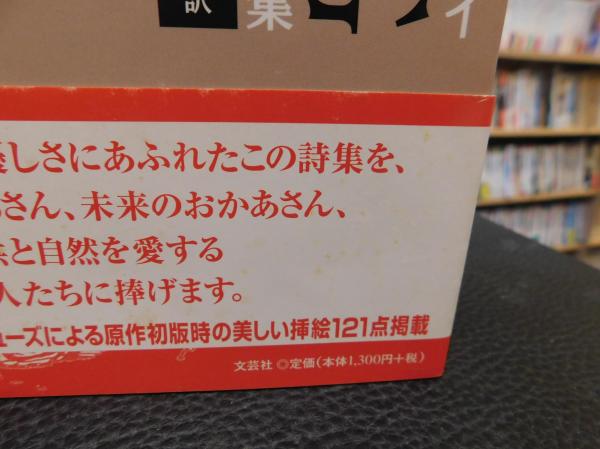 訳
集
イ
優しさにあふれたこの詩集を、
さん、未来のおかあさん、
と自然を愛する
人たちに捧げます。
ューズによる原作初版時の美しい挿絵121点掲載
文芸社 ◎定価(本体1,300円+税)